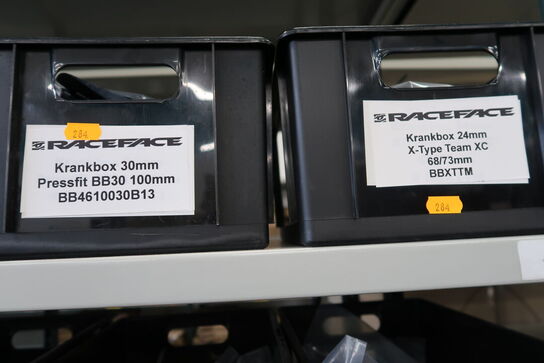 284
RACEFACE
Krankbox 30mm
Pressfit BB30 100mm
BB4610030B13
RACEFACE
Krankbox 24mm
X-Type Team XC
68/73mm
BBXTTM
284